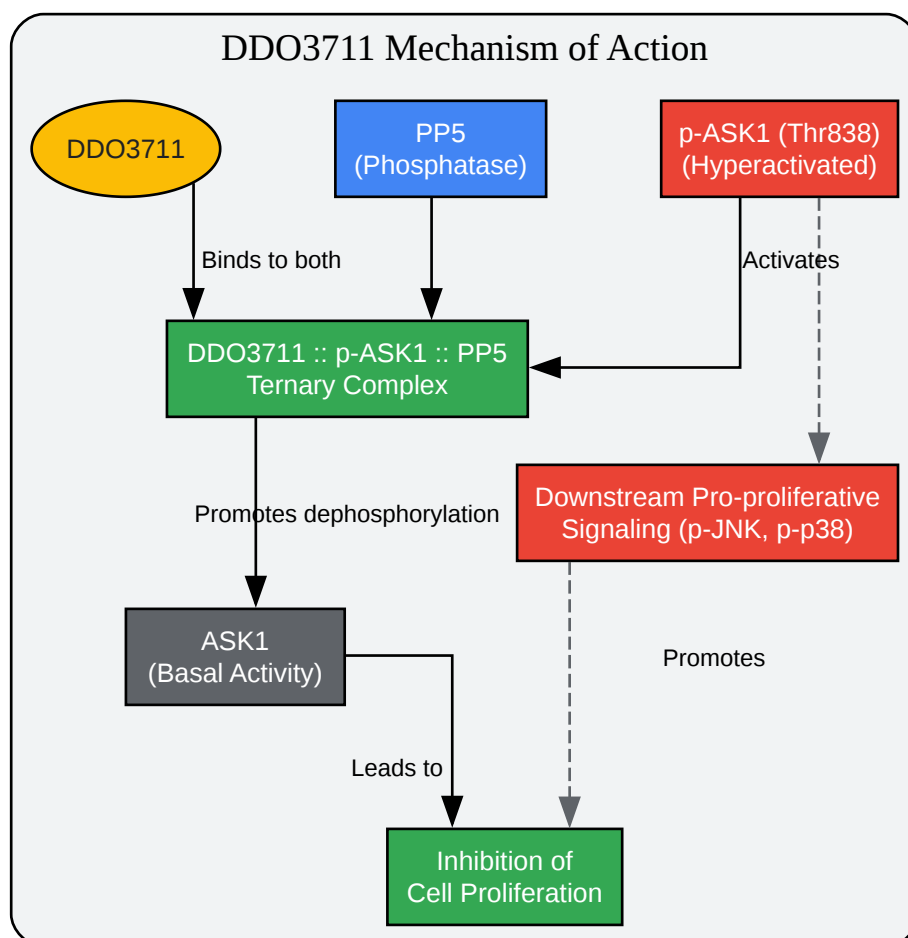 DDO3711 Mechanism of Action
DDO3711
PP5
(Phosphatase)
p-ASK1 (Thr838)
(Hyperactivated)
Binds to both
Activates
DDO3711 :: p-ASK1 :: PP5
Ternary Complex
Downstream Pro-proliferative
Signaling (p-JNK, p-p38)
Promotes dephosphorylation
ASK1
(Basal Activity)
Promotes
Leads to
Inhibition of
Cell Proliferation